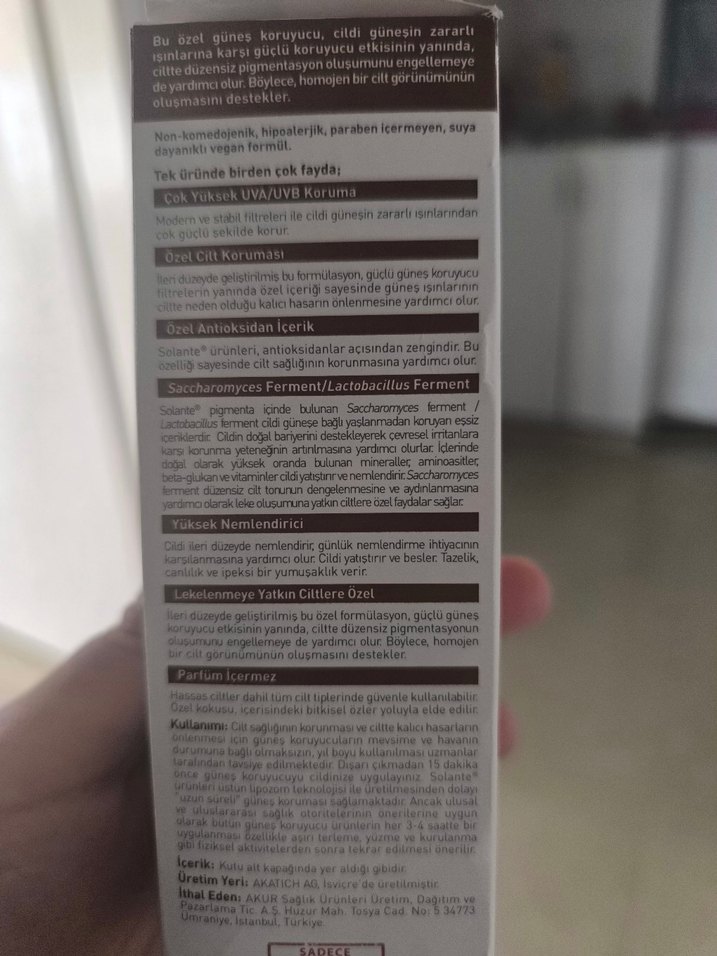 Bu özel güneş koruyucu, cildi güneşin zararlı
ışınlarına karşı güçlü koruyucu etkisinin yanında,
ciltte düzensiz pigmentasyon oluşumunu engellemeye
de yardımcı olur. Böylece, homojen bir cilt görünümünün
oluşmasını destekler.
Non-komedojenik, hipoalerjik, paraben içermeyen, suya
dayanıklı vegan formül.
Tek üründe birden çok fayda;
Çok Yüksek UVA/UVB Koruma
Modern ve stabil filtreleri ile cildi güneşin zararlı ışınlarından
çok güçlü şekilde korur.
Özel Cilt Koruması
İleri düzeyde geliştirilmiş bu formülasyon, güçlü güneş koruyucu
filtrelerin yanında özel içeriği sayesinde güneş ışınlarının
ciltte neden olduğu kalıcı hasarın önlenmesine yardımcı olur.
Özel Antioksidan İçerik
Solante® ürünleri, antioksidanlar açısından zengindir. Bu
özelliği sayesinde cilt sağlığının korunmasına yardımcı olur.
Saccharomyces Ferment/Lactobacillus Ferment
Solante® pigmenta içinde bulunan Saccharomyces ferment /
Lactobacillus ferment cildi güneşe bağlı yaşlanmadan koruyan eşsiz
içeriklerdir. Cildin doğal bariyerini destekleyerek çevresel irritanlara
karşı korunma yeteneğinin artırılmasına yardımcı olurlar. İçlerinde
doğal olarak yüksek oranda bulunan mineraller, aminoasitler,
beta-glukan ve vitaminler cildi yatıştırır ve nemlendirir. Saccharomyces
ferment düzensiz cilt tonunun dengelenmesine ve aydınlanmasına
yardımcı olarak leke oluşumuna yatkın ciltlere özel faydalar sağlar.
Yüksek Nemlendirici
Cildi ileri düzeyde nemlendirir, günlük nemlendirme ihtiyacının
karşılanmasına yardımcı olur. Cildi yatıştırır ve besler. Tazelik,
canlılık ve ipeksi bir yumuşaklık verir.
Lekelenmeye Yatkın Ciltlere Özel
İleri düzeyde geliştirilmiş bu özel formülasyon, güçlü güneş
koruyucu etkisinin yanında, ciltte düzensiz pigmentasyonun
oluşumunu engellemeye de yardımcı olur. Böylece, homojen
bir cilt görünümünün oluşmasını destekler.
Parfüm İçermez
Hassas ciltler dahil tüm cilt tiplerinde güvenle kullanılabilir.
Özel kokusu, içerisindeki bitkisel özler yoluyla elde edilir.
Kullanımı: Cilt sağlığının korunması ve ciltte kalıcı hasarların
önlenmesi için güneş koruyucuların mevsime ve havanın
durumuna bağlı olmaksızın, yıl boyu kullanılması uzmanlar
tarafından tavsiye edilmektedir. Dışarı çıkmadan 15 dakika
önce güneş koruyucuyu cildinize uygulayınız. Solante®
ürünleri üstün lipozom teknolojisi ile üretilmesinden dolayı
"uzun süreli" güneş koruması sağlamaktadır. Ancak ulusal
ve uluslararası sağlık otoritelerinin önerilerine uygun
olarak bütün güneş koruyucu ürünlerin her 3-4 saatte bir
uygulanması özellikle aşırı terleme, yüzme ve kurulanma
gibi fiziksel aktivitelerden sonra tekrar edilmesi önerilir.
İçerik: Kutu alt kapağında yer aldığı gibidir.
Üretim Yeri: AKATICH AG, İsviçre'de üretilmiştir.
İthal Eden: AKUR Sağlık Ürünleri Üretim, Dağıtım ve
Pazarlama Tic. A.Ş. Huzur Mah. Tosya Cad. No: 5 34773
Ümraniye, İstanbul, Türkiye.
SADECE